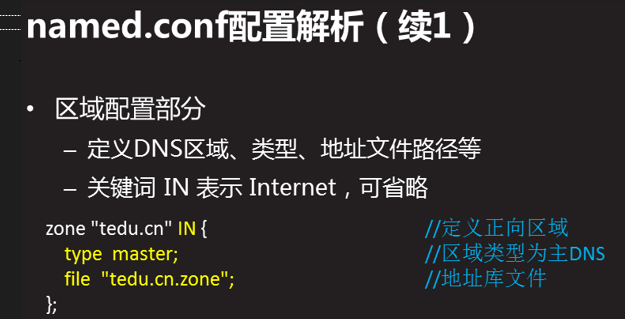 named.conf配置解析（续1）
• 区域配置部分
– 定义DNS区域、类型、地址文件路径等
– 关键词 IN 表示 Internet，可省略
zone "tedu.cn" IN { //定义正向区域
type master; //区域类型为主DNS
file "tedu.cn.zone"; //地址库文件
};